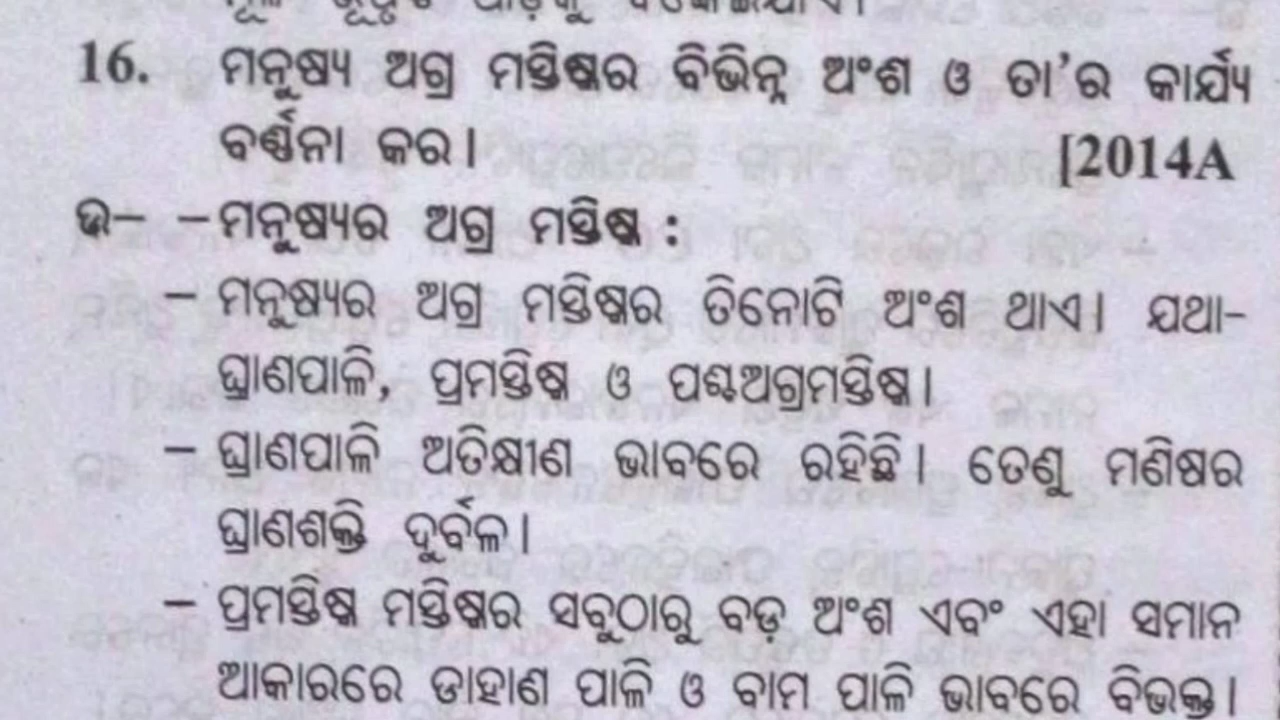 16. ମନୁଷ୍ୟ ଅଗ୍ର ମସ୍ତିଷ୍କର ବିଭିନ୍ନ ଅଂଶ ଓ ତା'ର କାର୍ଯ୍ୟ
ବର୍ଣ୍ଣନା କର। [2014A
ଉ– –ମନୁଷ୍ୟର ଅଗ୍ର ମସ୍ତିଷ୍କ :
– ମନୁଷ୍ୟର ଅଗ୍ର ମସ୍ତିଷ୍କର ତିନୋଟି ଅଂଶ ଥାଏ। ଯଥା–
ଘ୍ରାଣପାଳି, ପ୍ରମସ୍ତିଷ୍କ ଓ ପଶ୍ଚଅଗ୍ରମସ୍ତିଷ୍କ।
– ଘ୍ରାଣପାଳି ଅତିକ୍ଷୀଣ ଭାବରେ ରହିଛି। ତେଣୁ ମଣିଷର
ଘ୍ରାଣଶକ୍ତି ଦୁର୍ବଳ।
– ପ୍ରମସ୍ତିଷ୍କ ମସ୍ତିଷ୍କର ସବୁଠାରୁ ବଡ଼ ଅଂଶ ଏବଂ ଏହା ସମାନ
ଆକାରରେ ଡାହାଣ ପାଳି ଓ ବାମ ପାଳି ଭାବରେ ବିଭକ୍ତ।